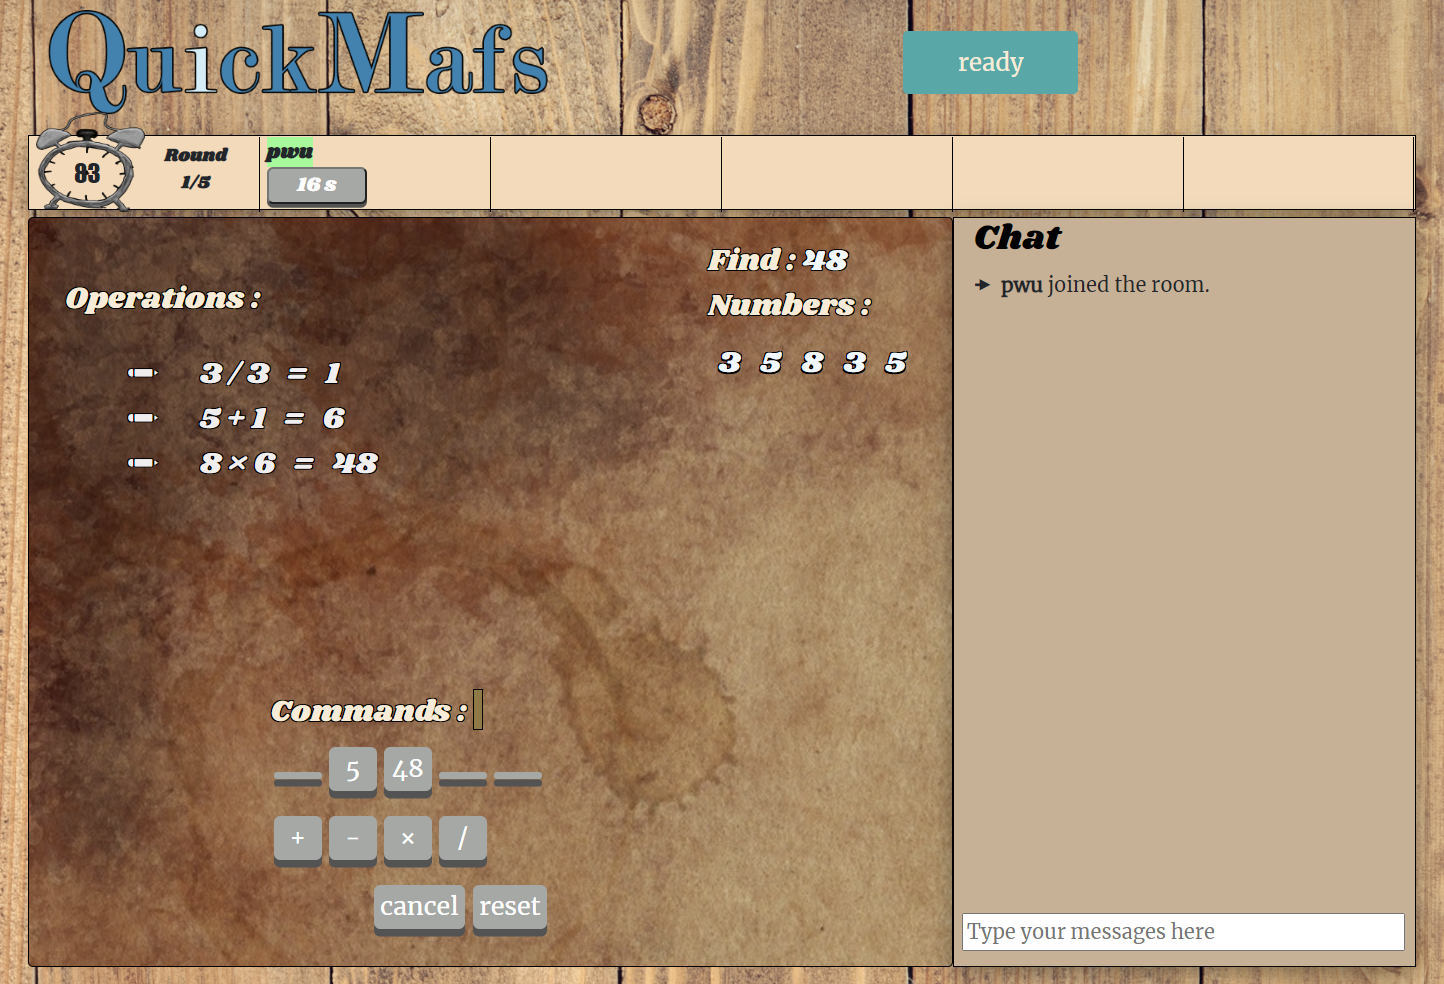 QuickMafs
ready
83
Round
1/5
pwu
16 s
Find : 48
Numbers :
3 5 8 3 5
Operations :
3 / 3 = 1
5 + 1 = 6
8 × 6 = 48
Commands :
5 48
+ − × /
cancel reset
Chat
pwu joined the room.
Type your messages here